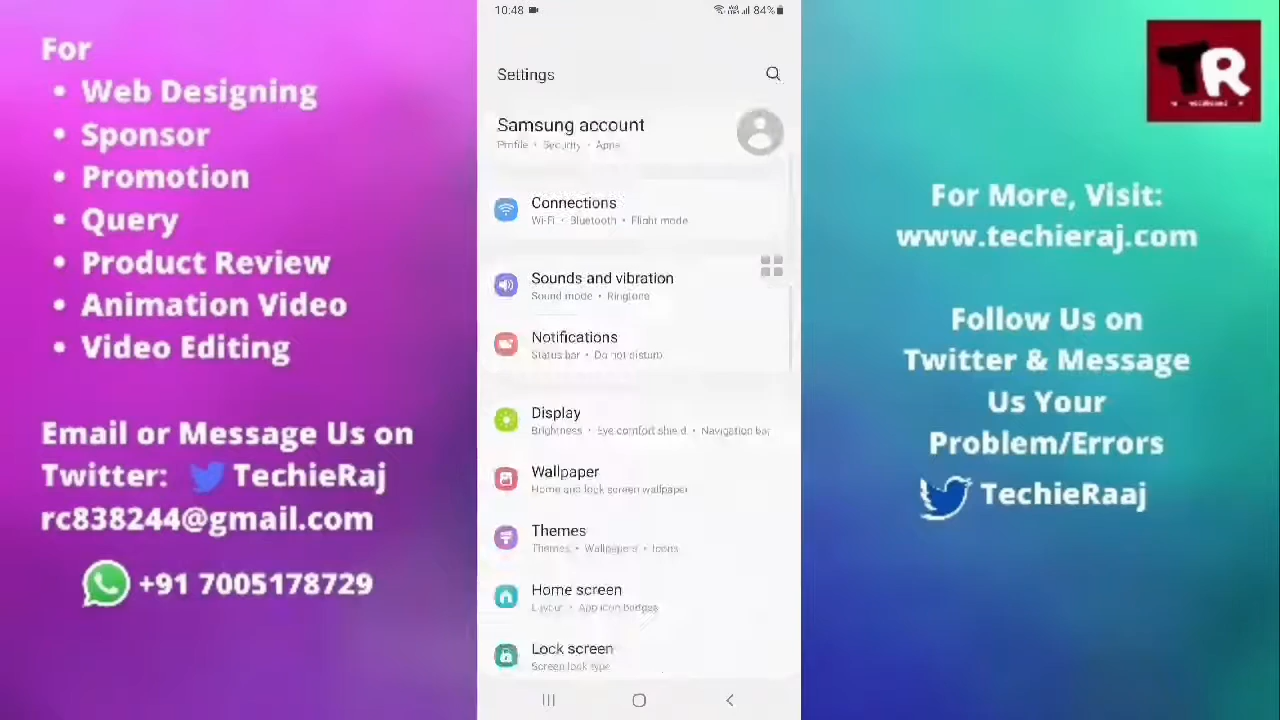 For
• Web Designing
• Sponsor
• Promotion
• Query
• Product Review
• Animation Video
• Video Editing
Email or Message Us on
Twitter: TechieRaj
rc838244@gmail.com
+91 7005178729
10:48
84%
Settings
Samsung account
Profile • Security • Apps
Connections
Wi-Fi • Bluetooth • Flight mode
Sounds and vibration
Sound mode • Ringtone
Notifications
Status bar • Do not disturb
Display
Brightness • Eye comfort shield • Navigation bar
Wallpaper
Home and lock screen wallpaper
Themes
Themes • Wallpapers • Icons
Home screen
Layout • App icon badges
Lock screen
Screen lock type
TR
For More, Visit:
www.techieraj.com
Follow Us on
Twitter & Message
Us Your
Problem/Errors
TechieRaaj